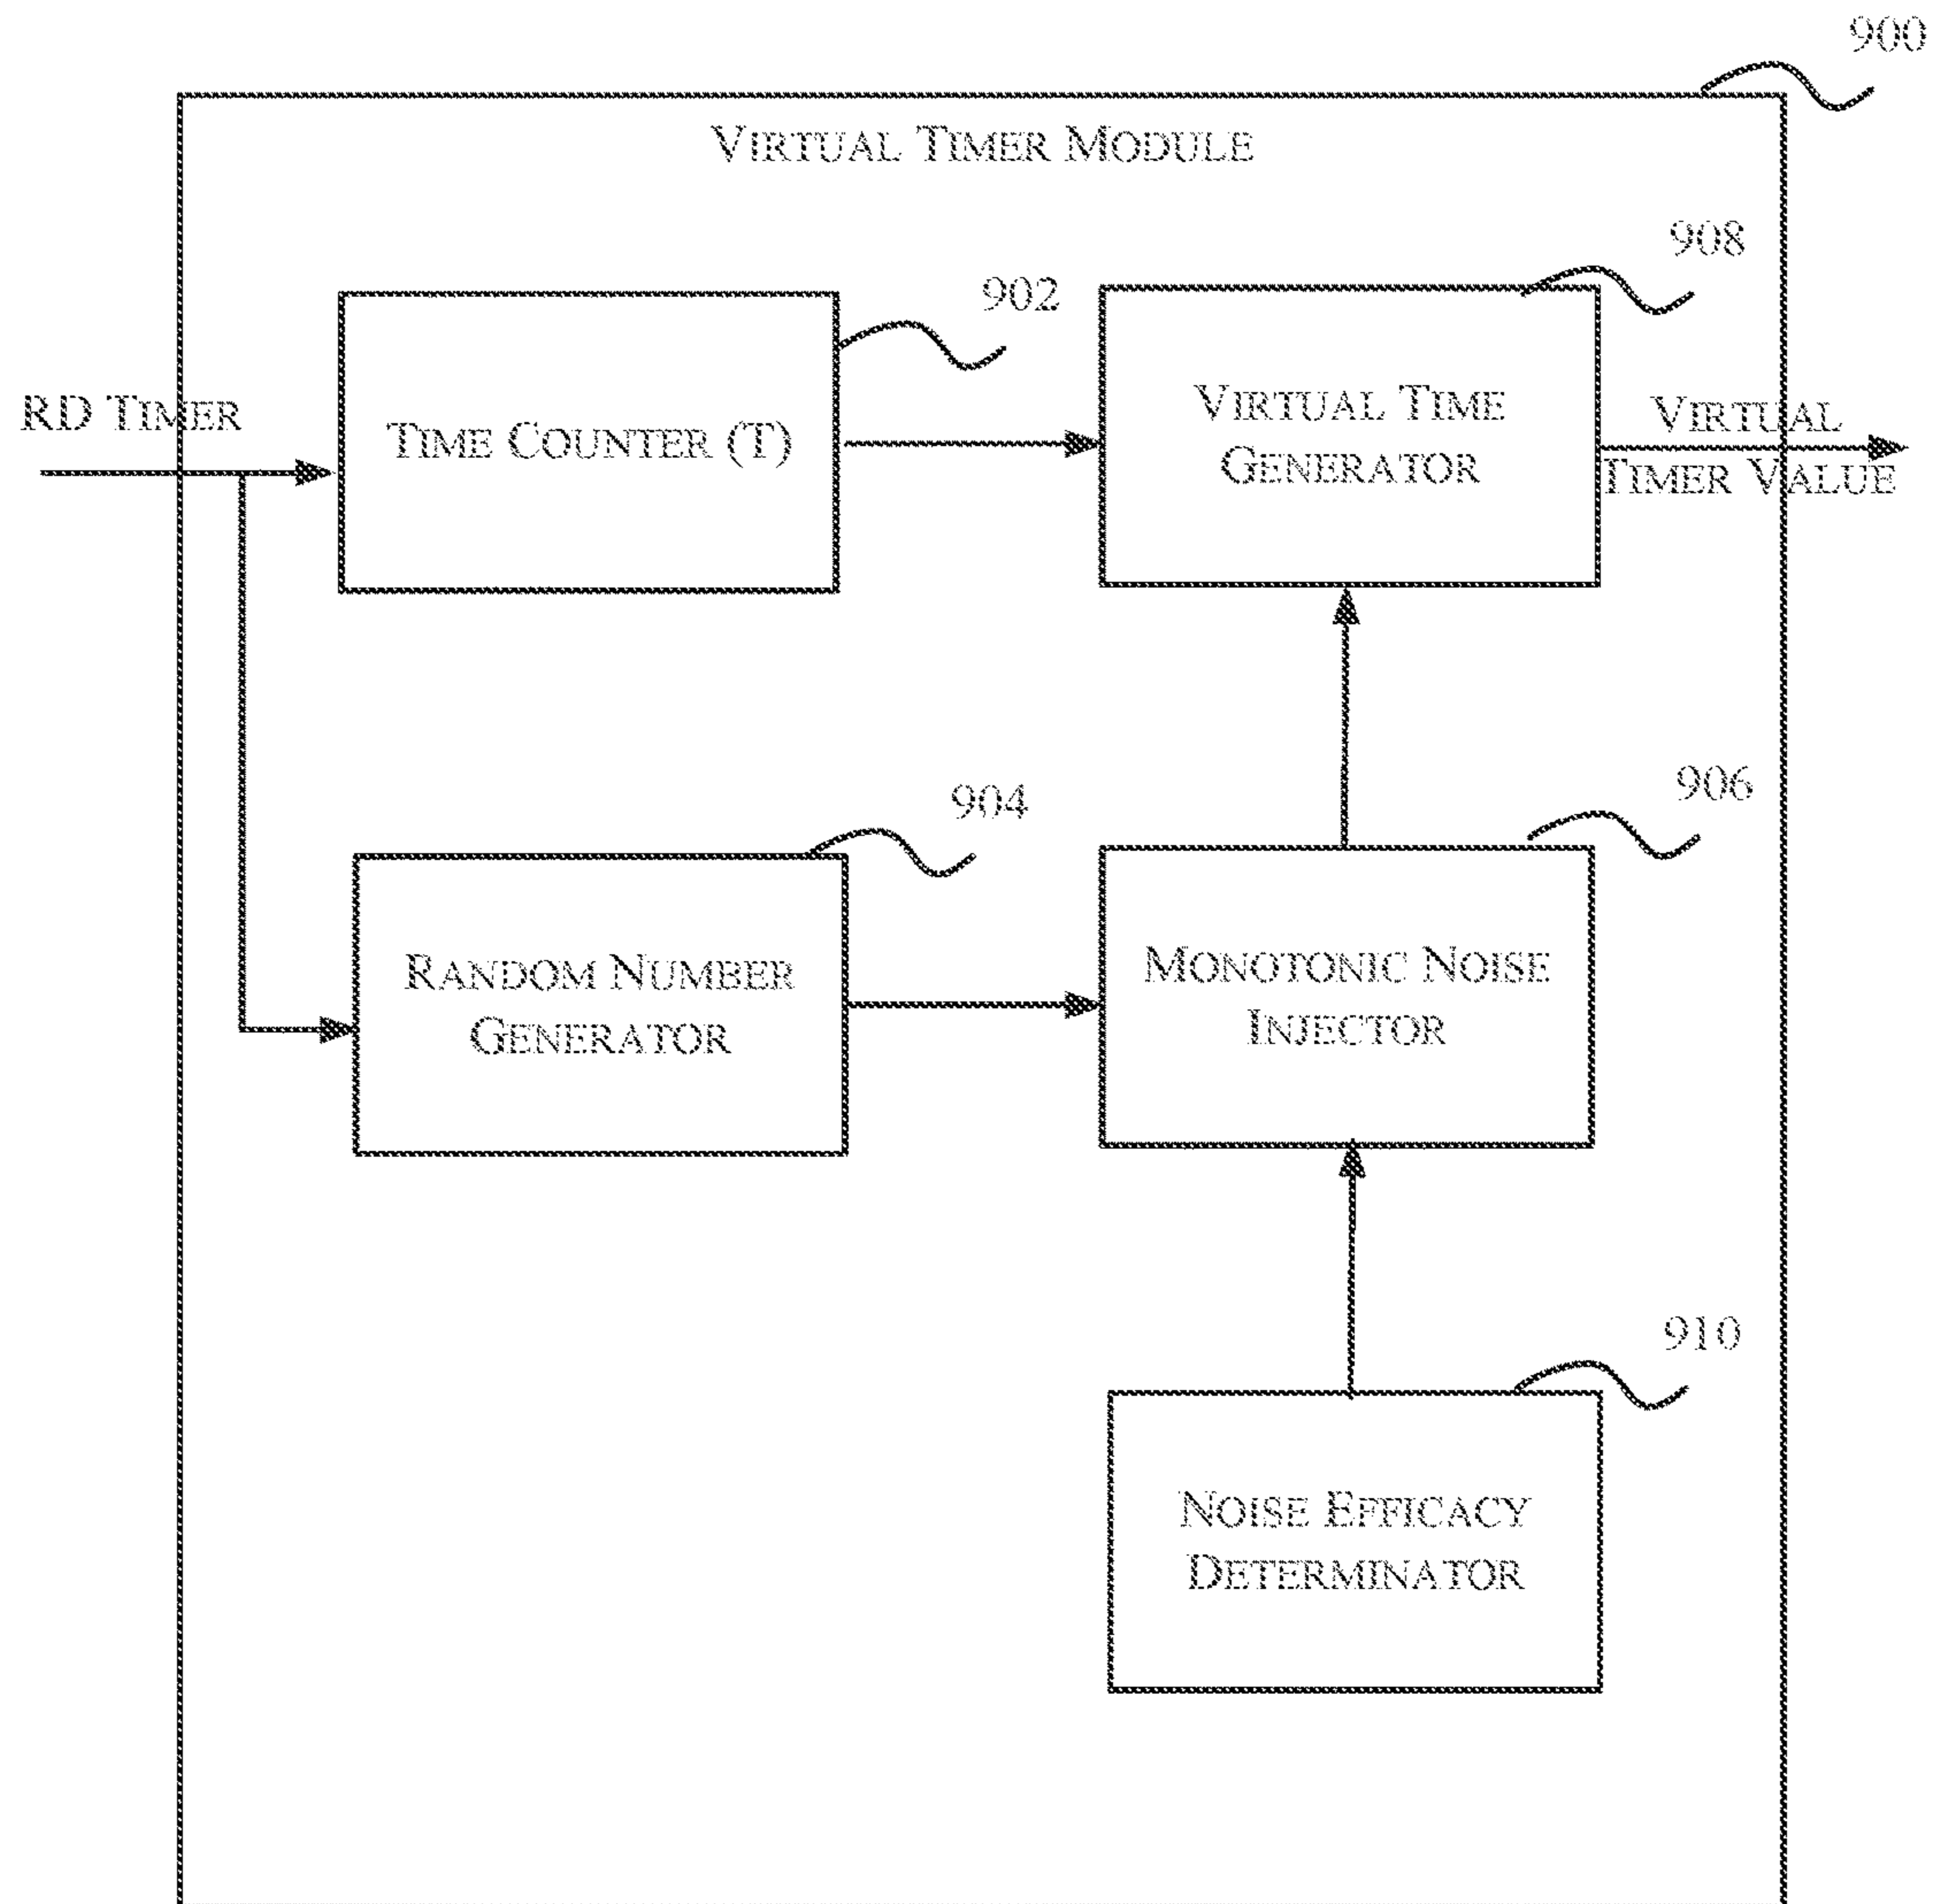 900
VIRTUAL TIMER MODULE
908
902
RD TIMER
TIME COUNTER (T)
VIRTUAL TIME
GENERATOR
VIRTUAL
TIMER VALUE
906
904
RANDOM NUMBER
GENERATOR
MONOTONIC NOISE
INJECTOR
910
NOISE EFFICACY
DETERMINATOR